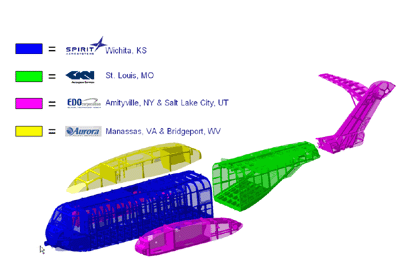 = SPIRIT AEROSYSTEMS Wichita, KS
= GKN Aerospace Services St. Louis, MO
= EDO Corporation Amityville, NY & Salt Lake City, UT
= Aurora Manassas, VA & Bridgeport, WV